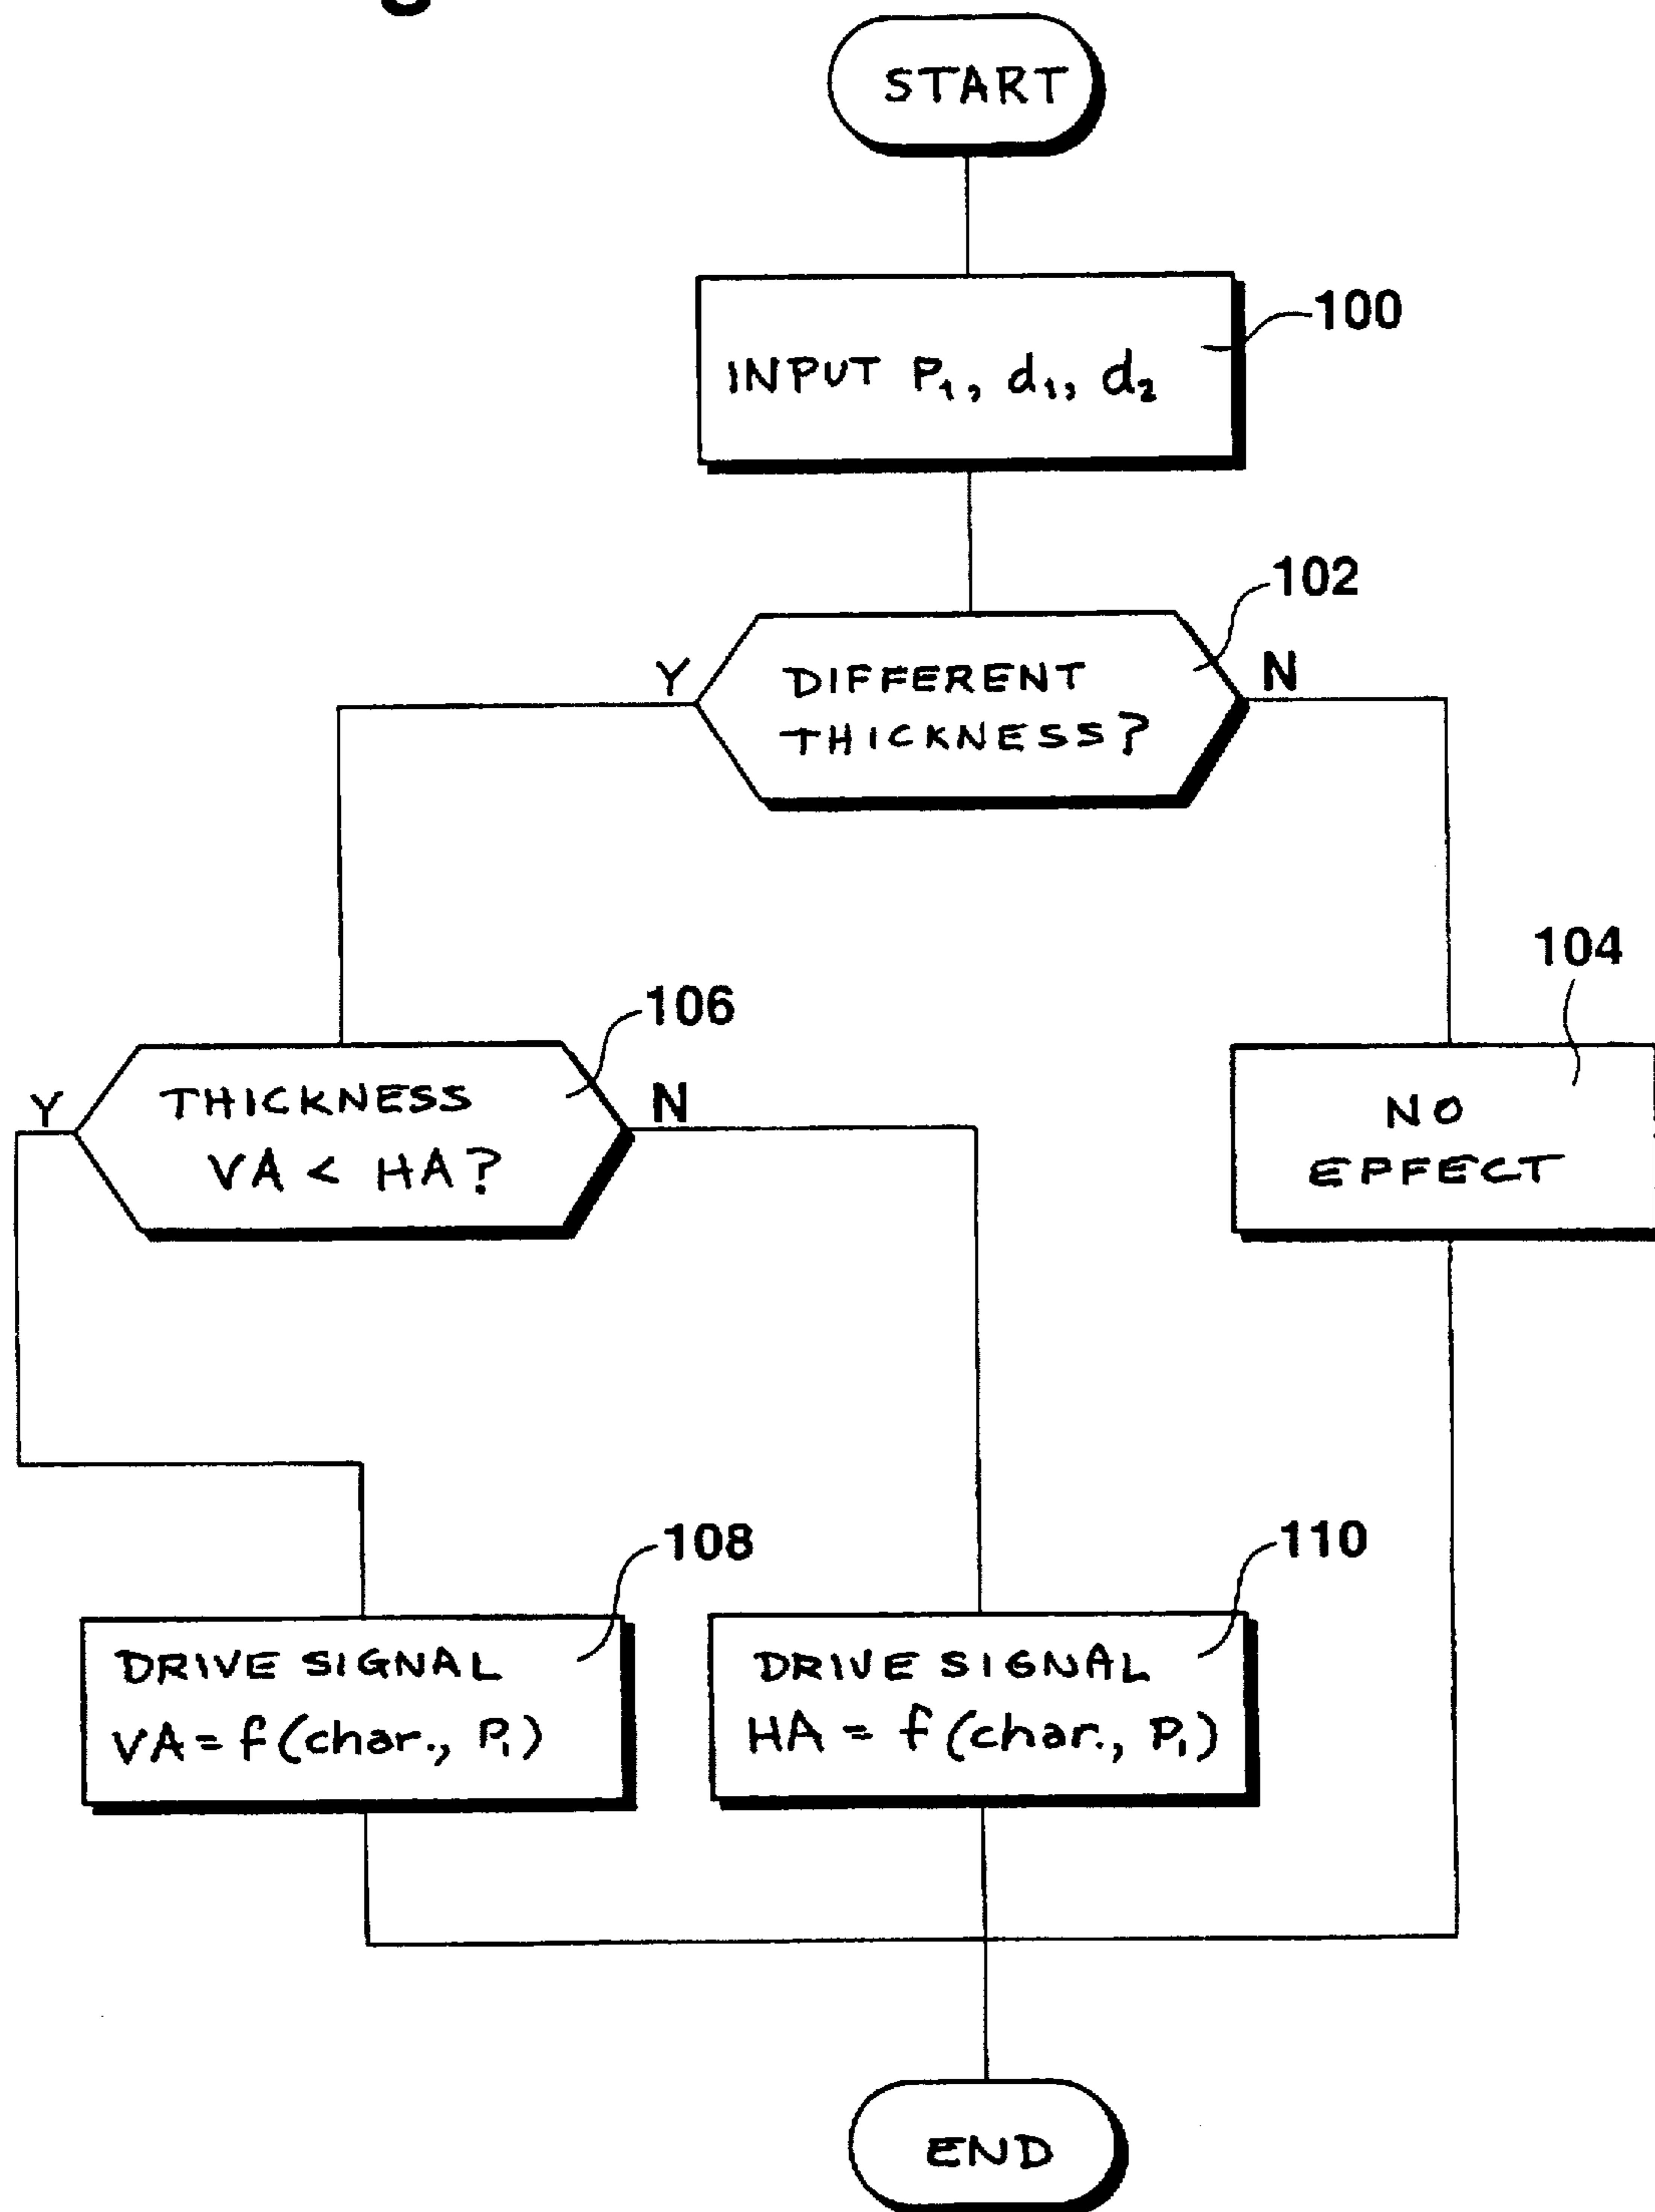 START
100
INPUT P₁, d₁, d₂
102
Y
N
DIFFERENT
THICKNESS?
104
106
Y
N
THICKNESS
VA < HA?
NO
EFFECT
108
110
DRIVE SIGNAL
VA = f (char., P₁)
DRIVE SIGNAL
HA = f (char., P₁)
END